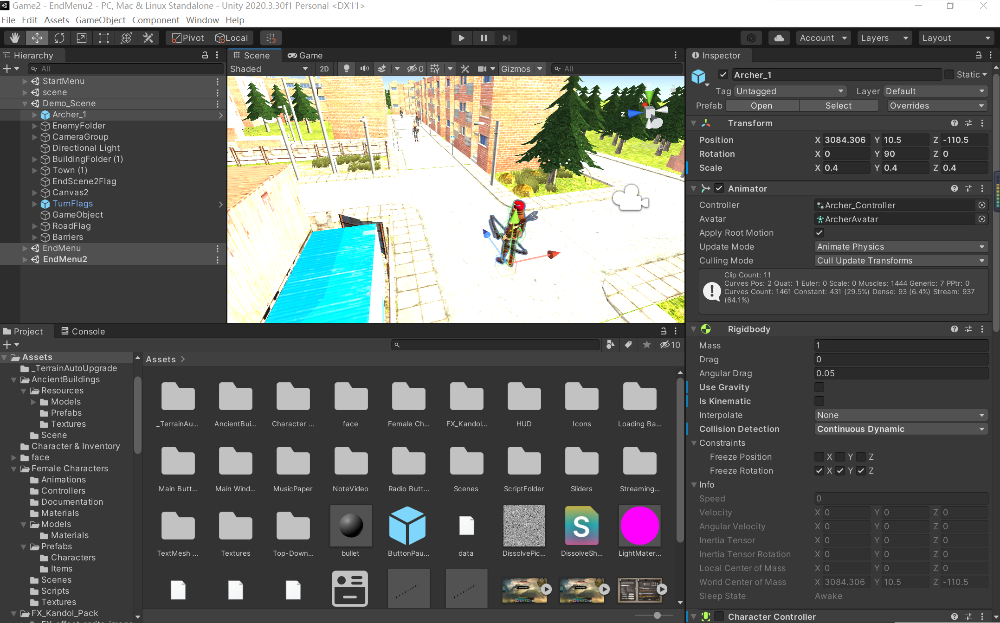 Game2 - EndMenu2 - PC, Mac & Linux Standalone - Unity 2020.3.30f1 Personal <DX11>
File Edit Assets GameObject Component Window Help
Pivot Local Account Layers Layout
Hierarchy
All
StartMenu
scene
Demo_Scene
Archer_1
EnemyFolder
CameraGroup
Directional Light
BuildingFolder (1)
Town (1)
EndScene2Flag
Canvas2
TurnFlags
GameObject
RoadFlag
Barriers
EndMenu
EndMenu2
Scene Game
Shaded 2D 0 Gizmos All
x
z
Persp
Inspector
Archer_1 Static
Tag Untagged Layer Default
Prefab Open Select Overrides
Transform
Position X 3084.306 Y 10.5 Z -110.5
Rotation X 0 Y 90 Z 0
Scale X 0.4 Y 0.4 Z 0.4
Animator
Controller Archer_Controller
Avatar ArcherAvatar
Apply Root Motion
Update Mode Animate Physics
Culling Mode Cull Update Transforms
Clip Count: 11
Curves Pos: 2 Quat: 1 Euler: 0 Scale: 0 Muscles: 1444 Generic: 7 PPtr: 0
Curves Count: 1461 Constant: 431 (29.5%) Dense: 93 (6.4%) Stream: 937
(64.1%)
Rigidbody
Mass 1
Drag 0
Angular Drag 0.05
Use Gravity
Is Kinematic
Interpolate None
Collision Detection Continuous Dynamic
Constraints
Freeze Position X Y Z
Freeze Rotation X Y Z
Info
Speed 0
Velocity X 0 Y 0 Z 0
Angular Velocity X 0 Y 0 Z 0
Inertia Tensor X 0 Y 0 Z 0
Inertia Tensor Rotation X 0 Y 0 Z 0
Local Center of Mass X 0 Y 0 Z 0
World Center of Mass X 3084.306 Y 10.5 Z -110.5
Sleep State Awake
Character Controller
Project Console
10
Assets
_TerrainAutoUpgrade
AncientBuildings
Resources
Models
Prefabs
Textures
Scene
Character & Inventory
face
Female Characters
Animations
Controllers
Documentation
Materials
Models
Materials
Prefabs
Characters
Items
Scenes
Scripts
Textures
FX_Kandol_Pack
Assets
_TerrainAu... AncientBui... Character ... face Female Ch... FX_Kandol... HUD Icons Loading Ba...
Main Butt... Main Wind... MusicPaper NoteVideo Radio Butt... Scenes ScriptFolder Sliders Streaming...
S
TextMesh ... Textures Top-Down... bullet ButtonPau... data DissolvePic... DissolveSh... LightMater...